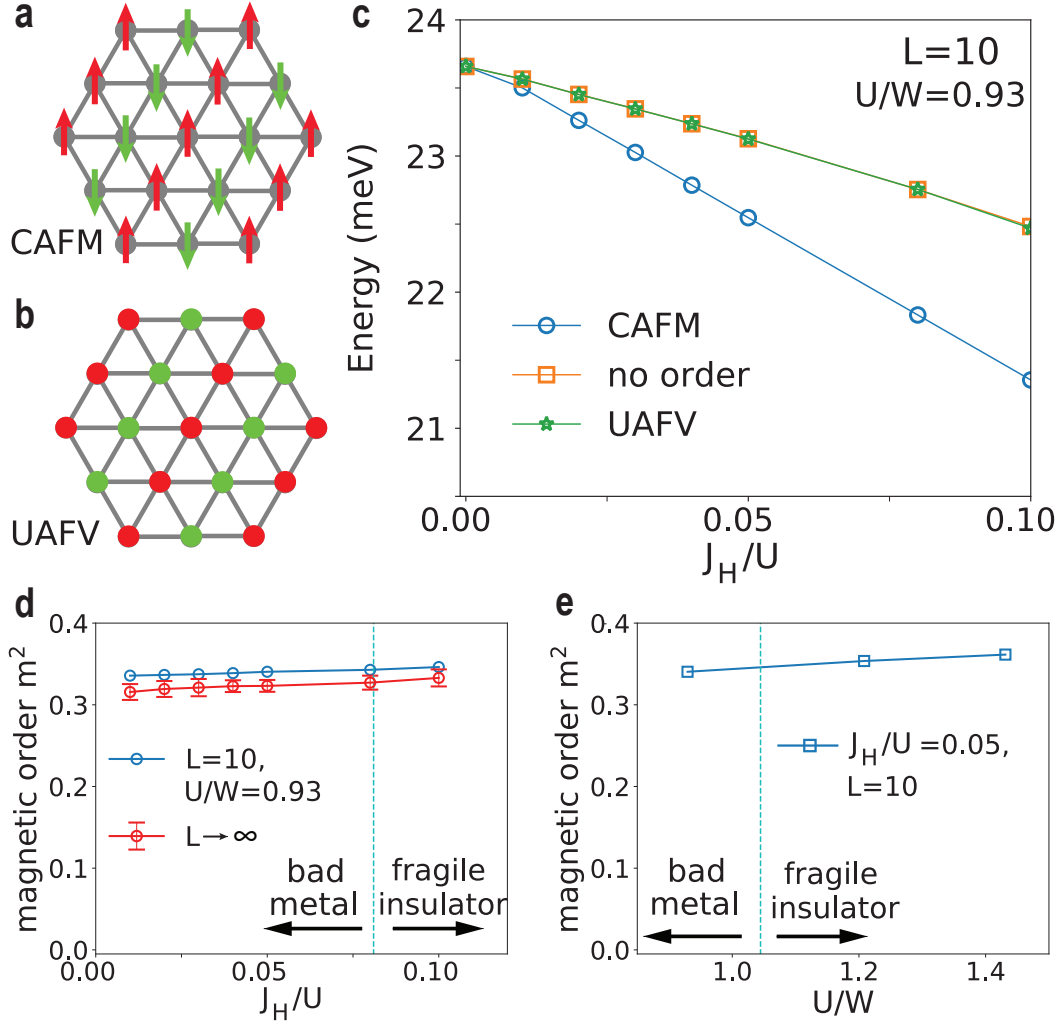 a
CAFM
b
UAFV
c
24
23
22
21
Energy (meV)
L=10
U/W=0.93
CAFM
no order
UAFV
0.00
0.05
0.10
J_H/U
d
0.4
0.3
0.2
0.1
0.0
magnetic order m²
L=10,
U/W=0.93
L→∞
bad
metal
fragile
insulator
0.00
0.05
0.10
J_H/U
e
0.4
0.3
0.2
0.1
0.0
magnetic order m²
J_H/U =0.05,
L=10
bad
metal
fragile
insulator
1.0
1.2
1.4
U/W